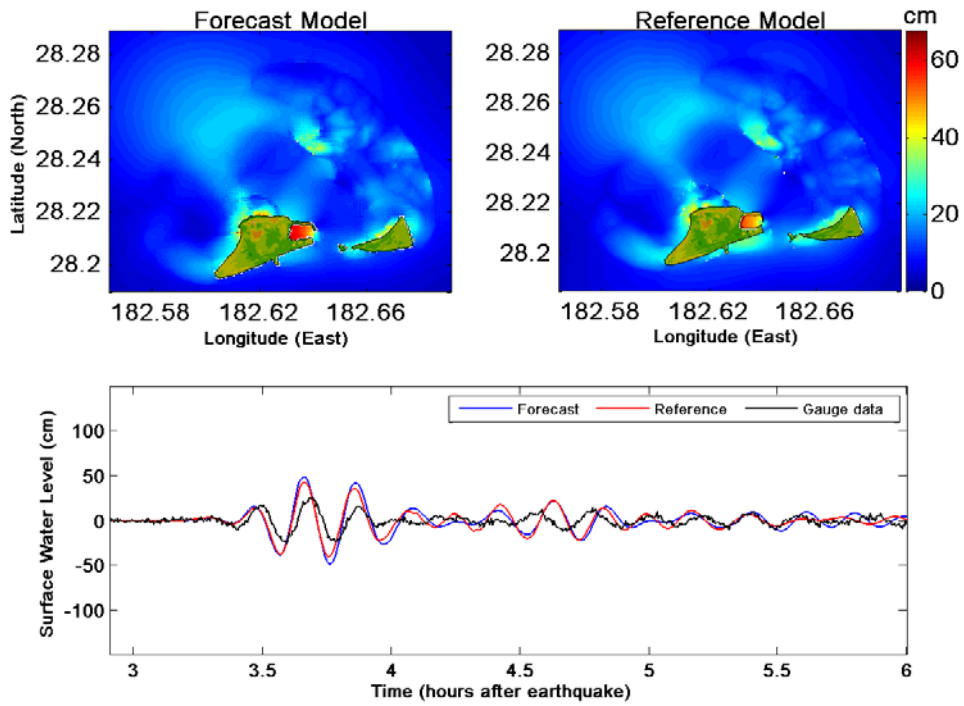 Forecast Model
Reference Model
cm
28.28
28.26
28.24
28.22
28.2
Latitude (North)
182.58
182.62
182.66
Longitude (East)
28.28
28.26
28.24
28.22
28.2
182.58
182.62
182.66
Longitude (East)
60
40
20
0
Forecast
Reference
Gauge data
100
50
0
-50
-100
Surface Water Level (cm)
3
3.5
4
4.5
5
5.5
6
Time (hours after earthquake)